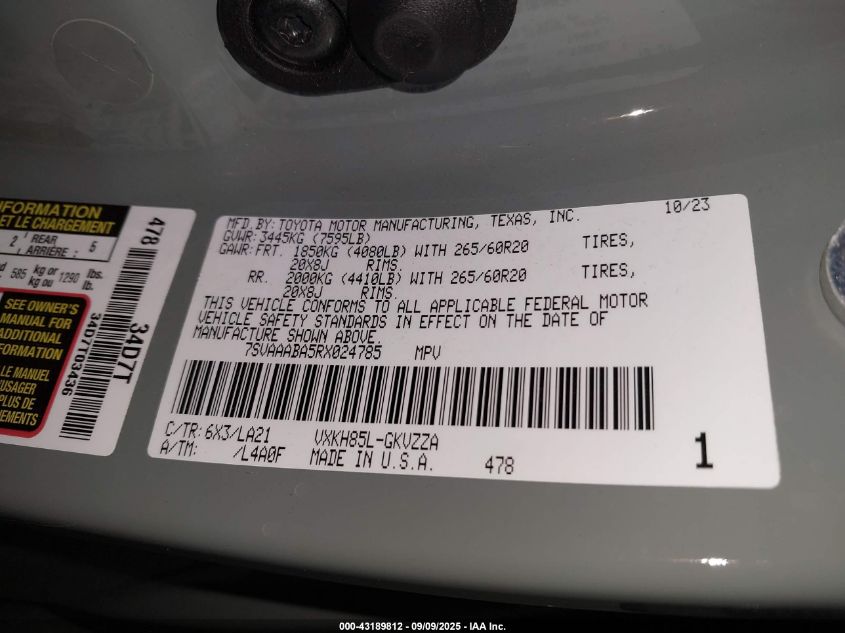 NFORMATION
ET LE CHARGEMENT
2 REAR ARRIÈRE : 5
585 kg or kg ou 1290 lbs. lb.
SEE OWNER'S
MANUAL FOR
ADDITIONAL
INFORMATION
LE MANUEL
USAGER
PLUS DE
EMENTS
478
34D7T
34D7T03436
MFD. BY: TOYOTA MOTOR MANUFACTURING, TEXAS, INC. 10/23
GVWR: 3445KG (7595LB)
GAWR: FRT. 1850KG (4080LB) WITH 265/60R20 TIRES,
20X8J RIMS.
RR. 2000KG (4410LB) WITH 265/60R20 TIRES,
20X8J RIMS.
THIS VEHICLE CONFORMS TO ALL APPLICABLE FEDERAL MOTOR
VEHICLE SAFETY STANDARDS IN EFFECT ON THE DATE OF
MANUFACTURE SHOWN ABOVE.
7SVAAABA5RX024785 MPV
C/TR: 6X3/LA21 VXKH85L-GKVZZA
A/TM: /L4A0F MADE IN U.S.A. 478 1
000-43189812 - 09/09/2025 - IAA Inc.